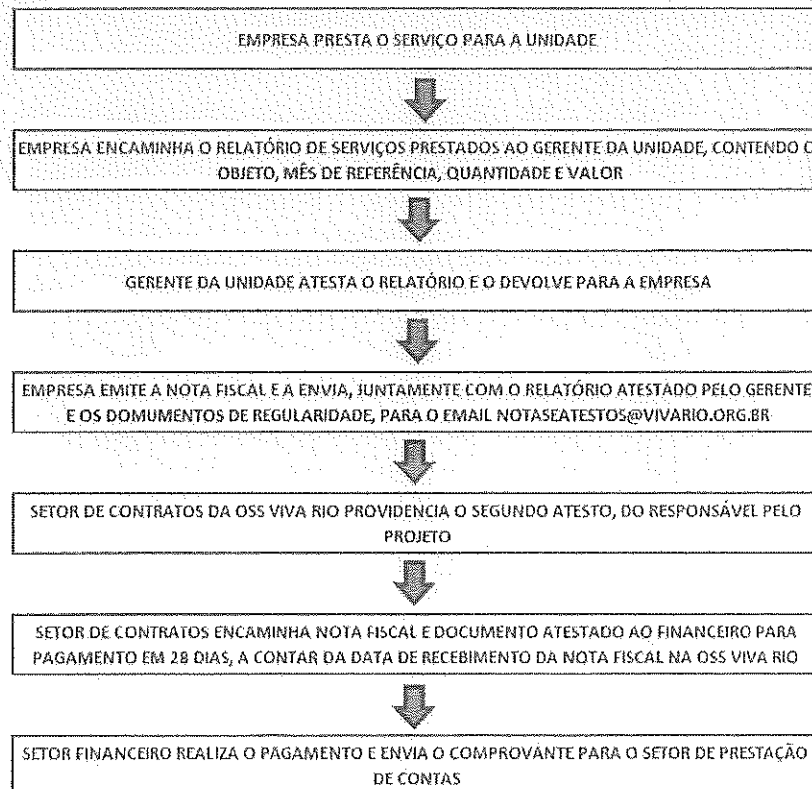 EMPRESA PRESTA O SERVIÇO PARA A UNIDADE
EMPRESA ENCAMINHA O RELATÓRIO DE SERVIÇOS PRESTADOS AO GERENTE DA UNIDADE, CONTENDO O
OBJETO, MÊS DE REFERÊNCIA, QUANTIDADE E VALOR
GERENTE DA UNIDADE ATESTA O RELATÓRIO E O DEVOLVE PARA A EMPRESA
EMPRESA EMITE A NOTA FISCAL E A ENVIA, JUNTAMENTE COM O RELATÓRIO ATESTADO PELO GERENTE
E OS DOMUMENTOS DE REGULARIDADE, PARA O EMAIL NOTASEATESTOS@VIVARIO.ORG.BR
SETOR DE CONTRATOS DA OSS VIVA RIO PROVIDENCIA O SEGUNDO ATESTO, DO RESPONSÁVEL PELO
PROJETO
SETOR DE CONTRATOS ENCAMINHA NOTA FISCAL E DOCUMENTO ATESTADO AO FINANCEIRO PARA
PAGAMENTO EM 28 DIAS, A CONTAR DA DATA DE RECEBIMENTO DA NOTA FISCAL NA OSS VIVA RIO
SETOR FINANCEIRO REALIZA O PAGAMENTO E ENVIA O COMPROVANTE PARA O SETOR DE PRESTAÇÃO
DE CONTAS